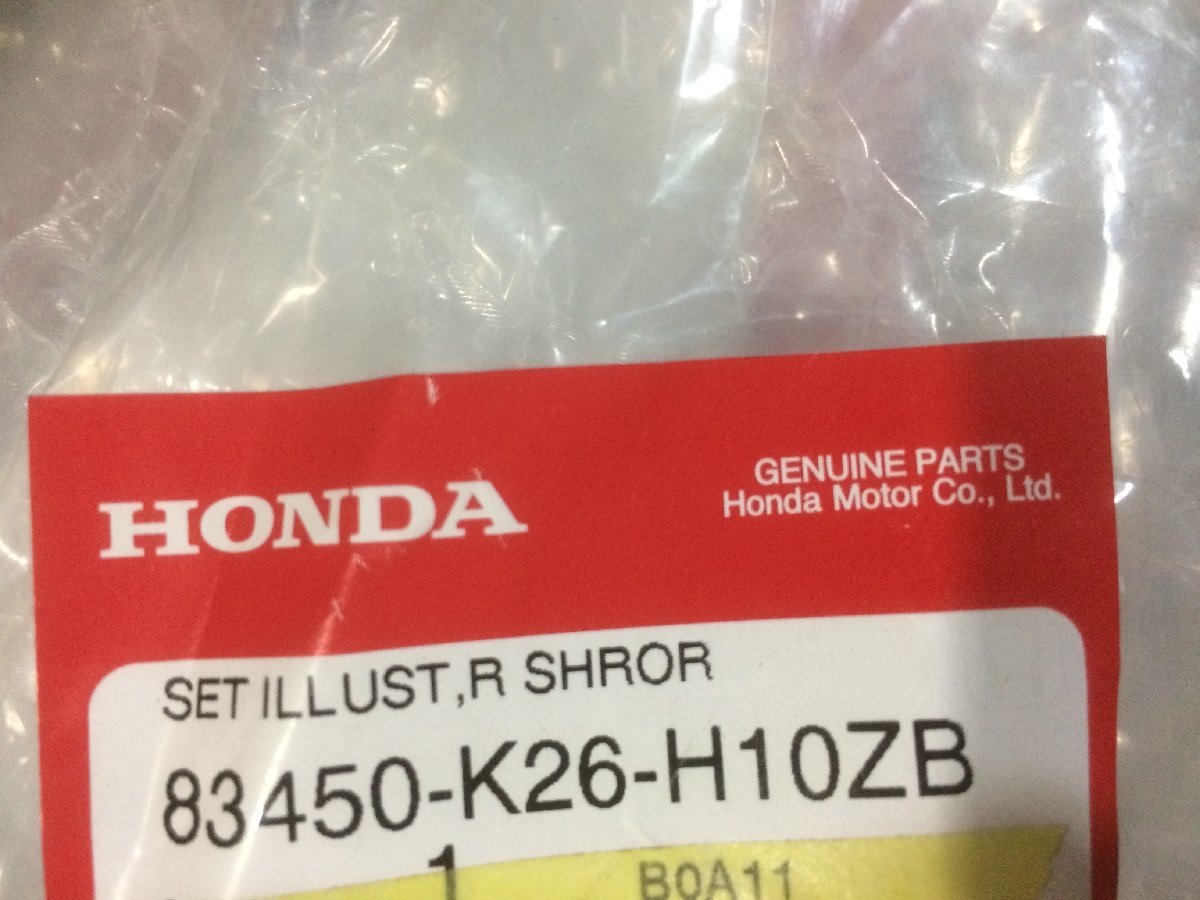 HONDA
GENUINE PARTS
Honda Motor Co., Ltd.
SET ILLUST,R SHROR
83450-K26-H10ZB
1
B0A11